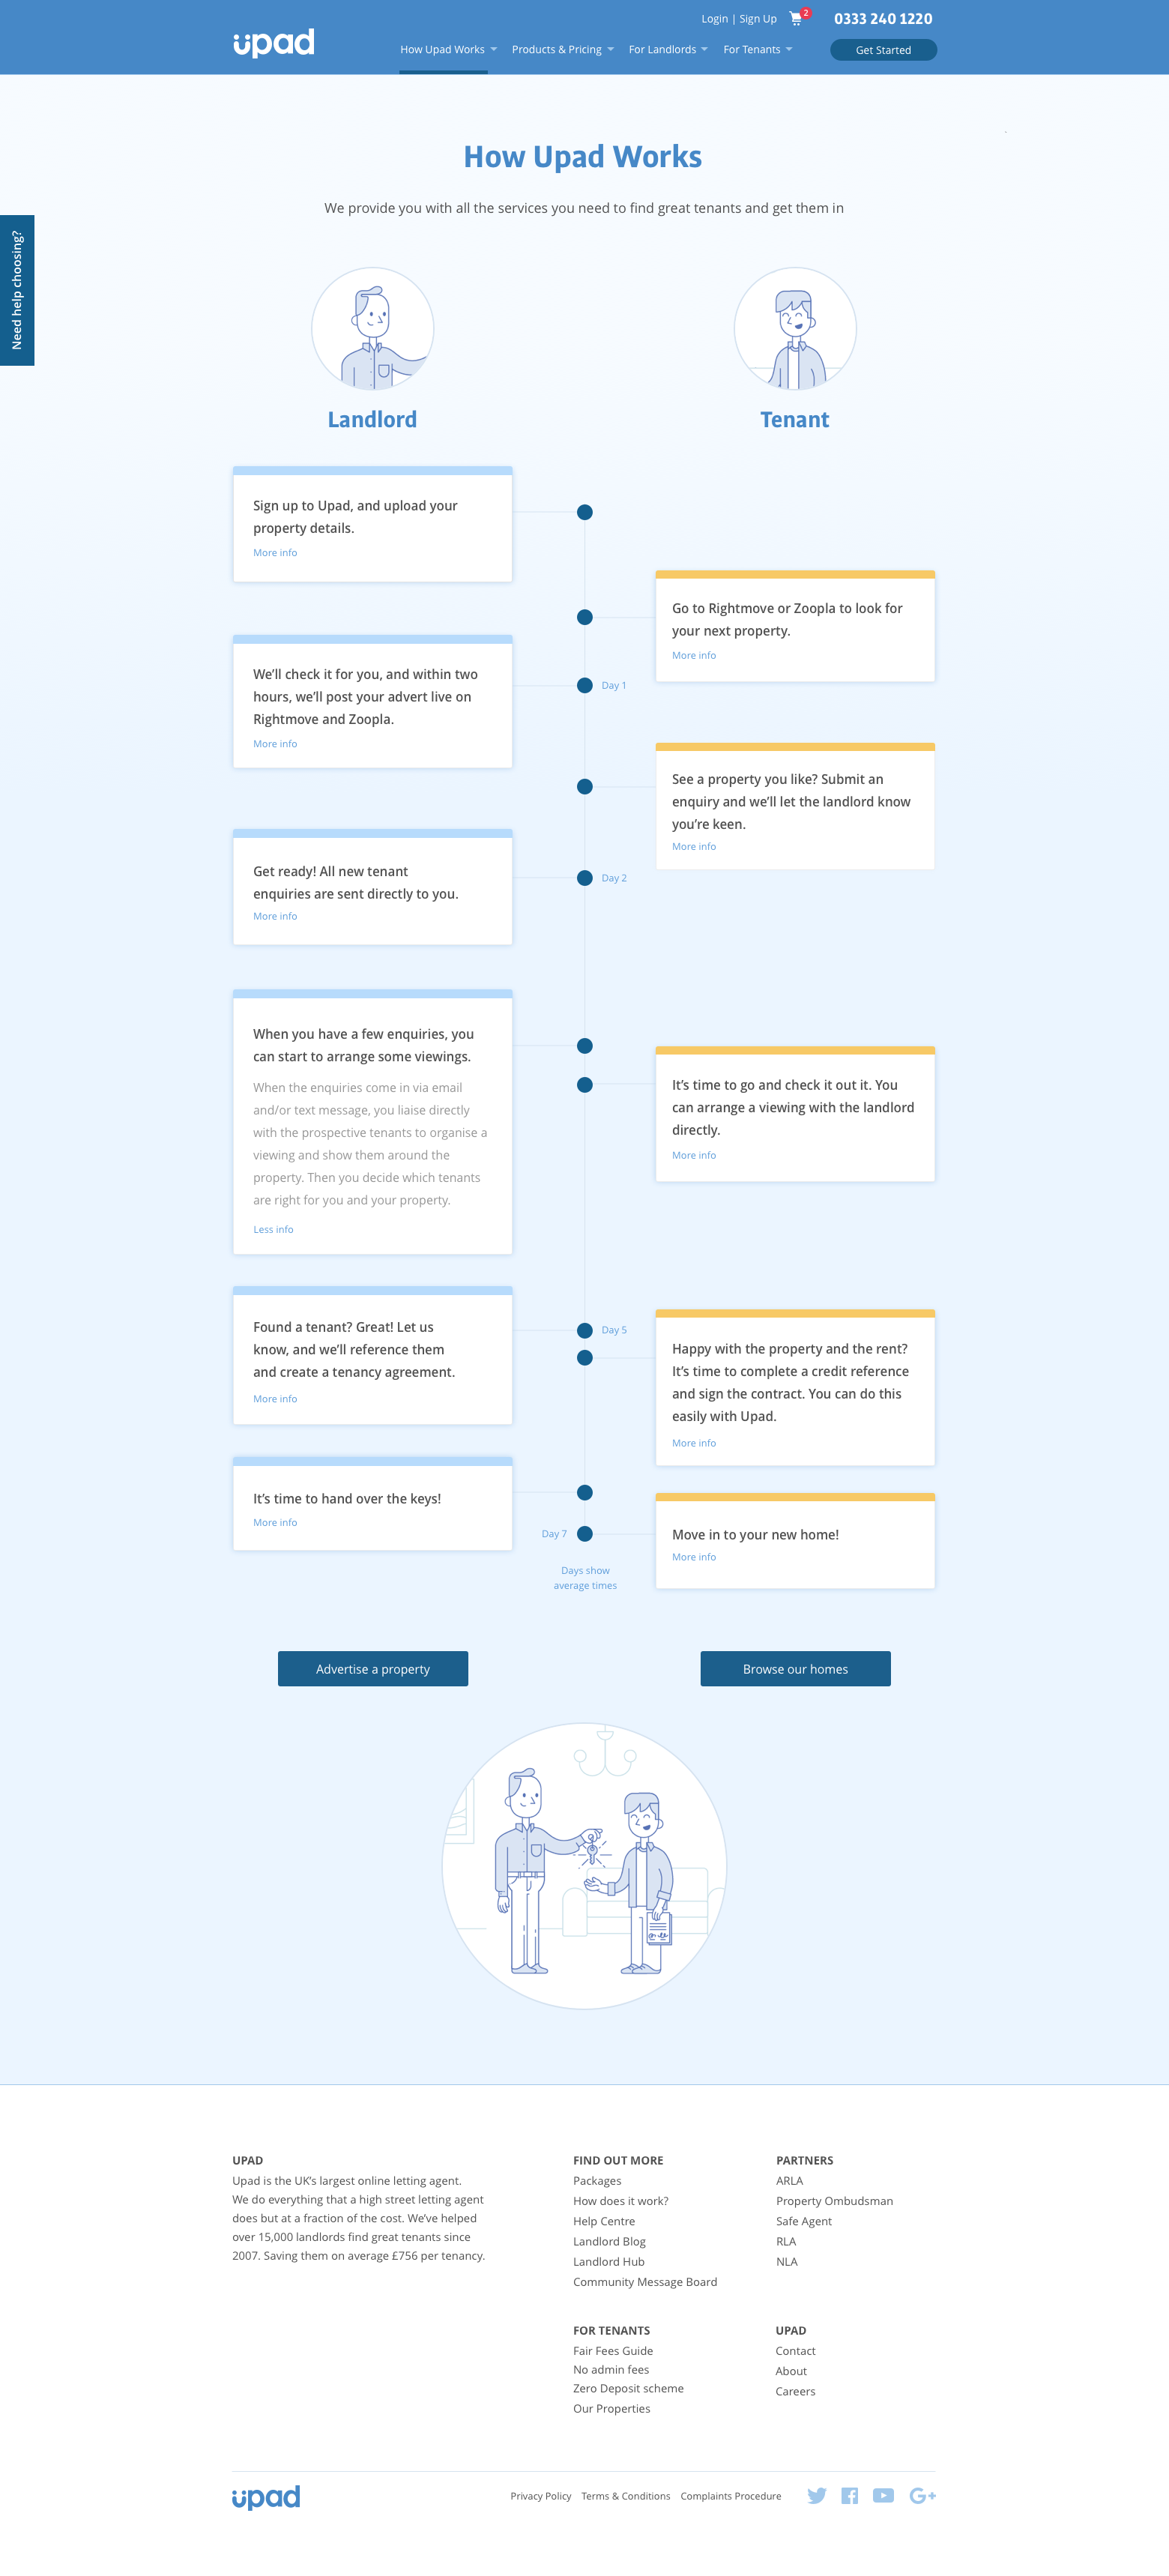 Login | Sign Up
2
0333 240 1220
upad
How Upad Works
Products & Pricing
For Landlords
For Tenants
Get Started
How Upad Works
We provide you with all the services you need to find great tenants and get them in
Need help choosing?
Landlord
Tenant
Sign up to Upad, and upload your
property details.
More info
Go to Rightmove or Zoopla to look for
your next property.
More info
We’ll check it for you, and within two
hours, we’ll post your advert live on
Rightmove and Zoopla.
More info
Day 1
See a property you like? Submit an
enquiry and we’ll let the landlord know
you’re keen.
More info
Get ready! All new tenant
enquiries are sent directly to you.
More info
Day 2
When you have a few enquiries, you
can start to arrange some viewings.
When the enquiries come in via email
and/or text message, you liaise directly
with the prospective tenants to organise a
viewing and show them around the
property. Then you decide which tenants
are right for you and your property.
Less info
It’s time to go and check it out it. You
can arrange a viewing with the landlord
directly.
More info
Found a tenant? Great! Let us
know, and we’ll reference them
and create a tenancy agreement.
More info
Day 5
Happy with the property and the rent?
It’s time to complete a credit reference
and sign the contract. You can do this
easily with Upad.
More info
It’s time to hand over the keys!
More info
Day 7
Move in to your new home!
More info
Days show
average times
Advertise a property
Browse our homes
UPAD
Upad is the UK’s largest online letting agent.
We do everything that a high street letting agent
does but at a fraction of the cost. We’ve helped
over 15,000 landlords find great tenants since
2007. Saving them on average £756 per tenancy.
FIND OUT MORE
Packages
How does it work?
Help Centre
Landlord Blog
Landlord Hub
Community Message Board
PARTNERS
ARLA
Property Ombudsman
Safe Agent
RLA
NLA
FOR TENANTS
Fair Fees Guide
No admin fees
Zero Deposit scheme
Our Properties
UPAD
Contact
About
Careers
upad
Privacy Policy
Terms & Conditions
Complaints Procedure
G+